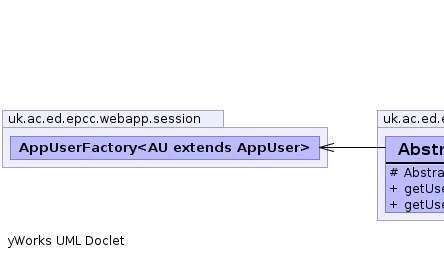 uk.ac.ed.epcc.webapp.session
AppUserFactory<AU extends AppUser>
uk.ac.ed.e
Abstr
# Abstra
+ getUse
+ getUse
yWorks UML Doclet